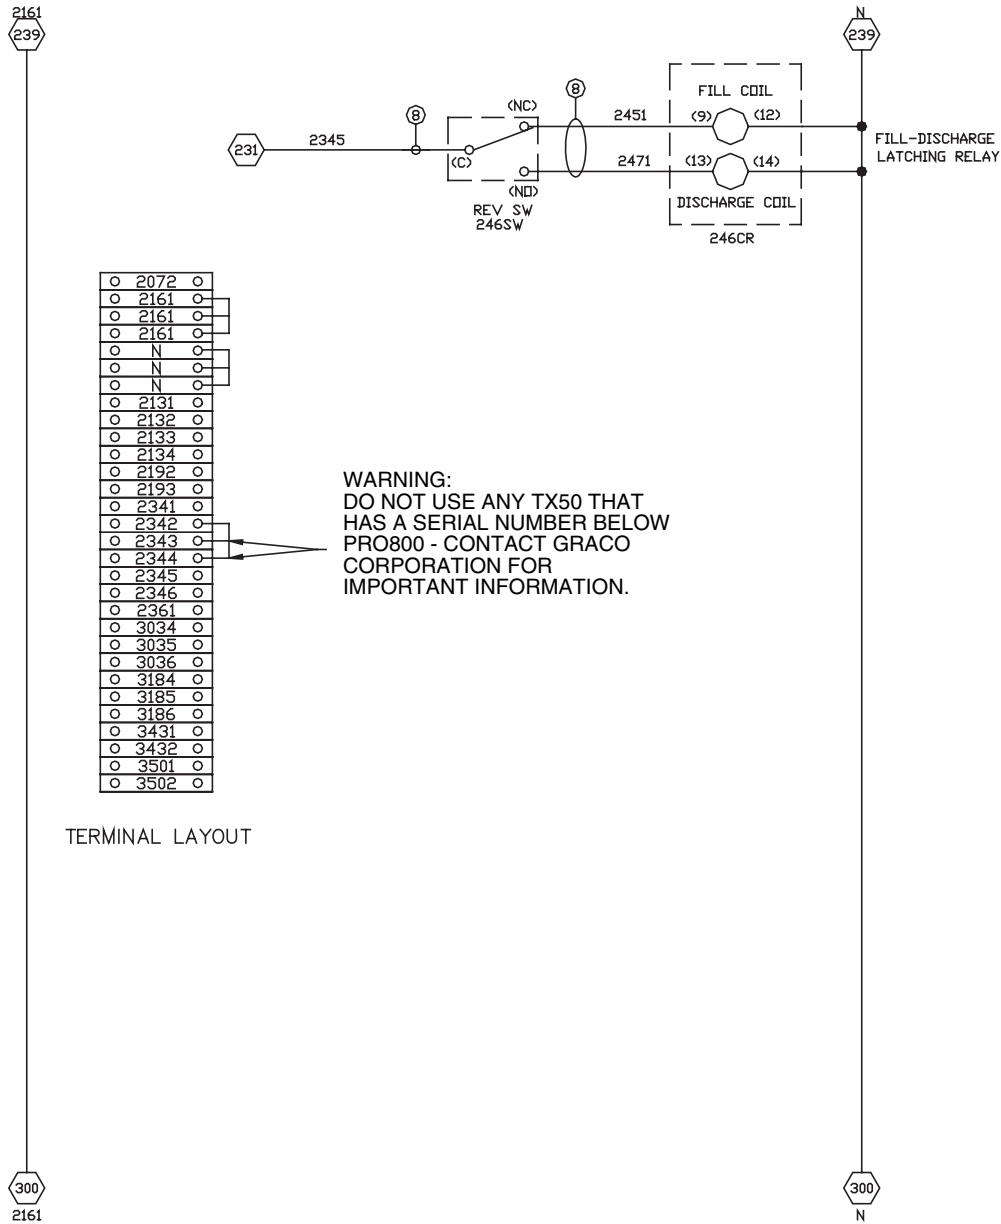 2161
239
N
239
8
8
FILL COIL
(NC)
2451
(9)
(12)
231
2345
(C)
2471
(13)
(14)
FILL-DISCHARGE
LATCHING RELAY
(NO)
REV SW
246SW
DISCHARGE COIL
246CR
2072
2161
2161
2161
N
N
N
2131
2132
2133
2134
2192
2193
2341
2342
2343
2344
2345
2346
2361
3034
3035
3036
3184
3185
3186
3431
3432
3501
3502
WARNING:
DO NOT USE ANY TX50 THAT
HAS A SERIAL NUMBER BELOW
PRO800 - CONTACT GRACO
CORPORATION FOR
IMPORTANT INFORMATION.
TERMINAL LAYOUT
300
2161
300
N